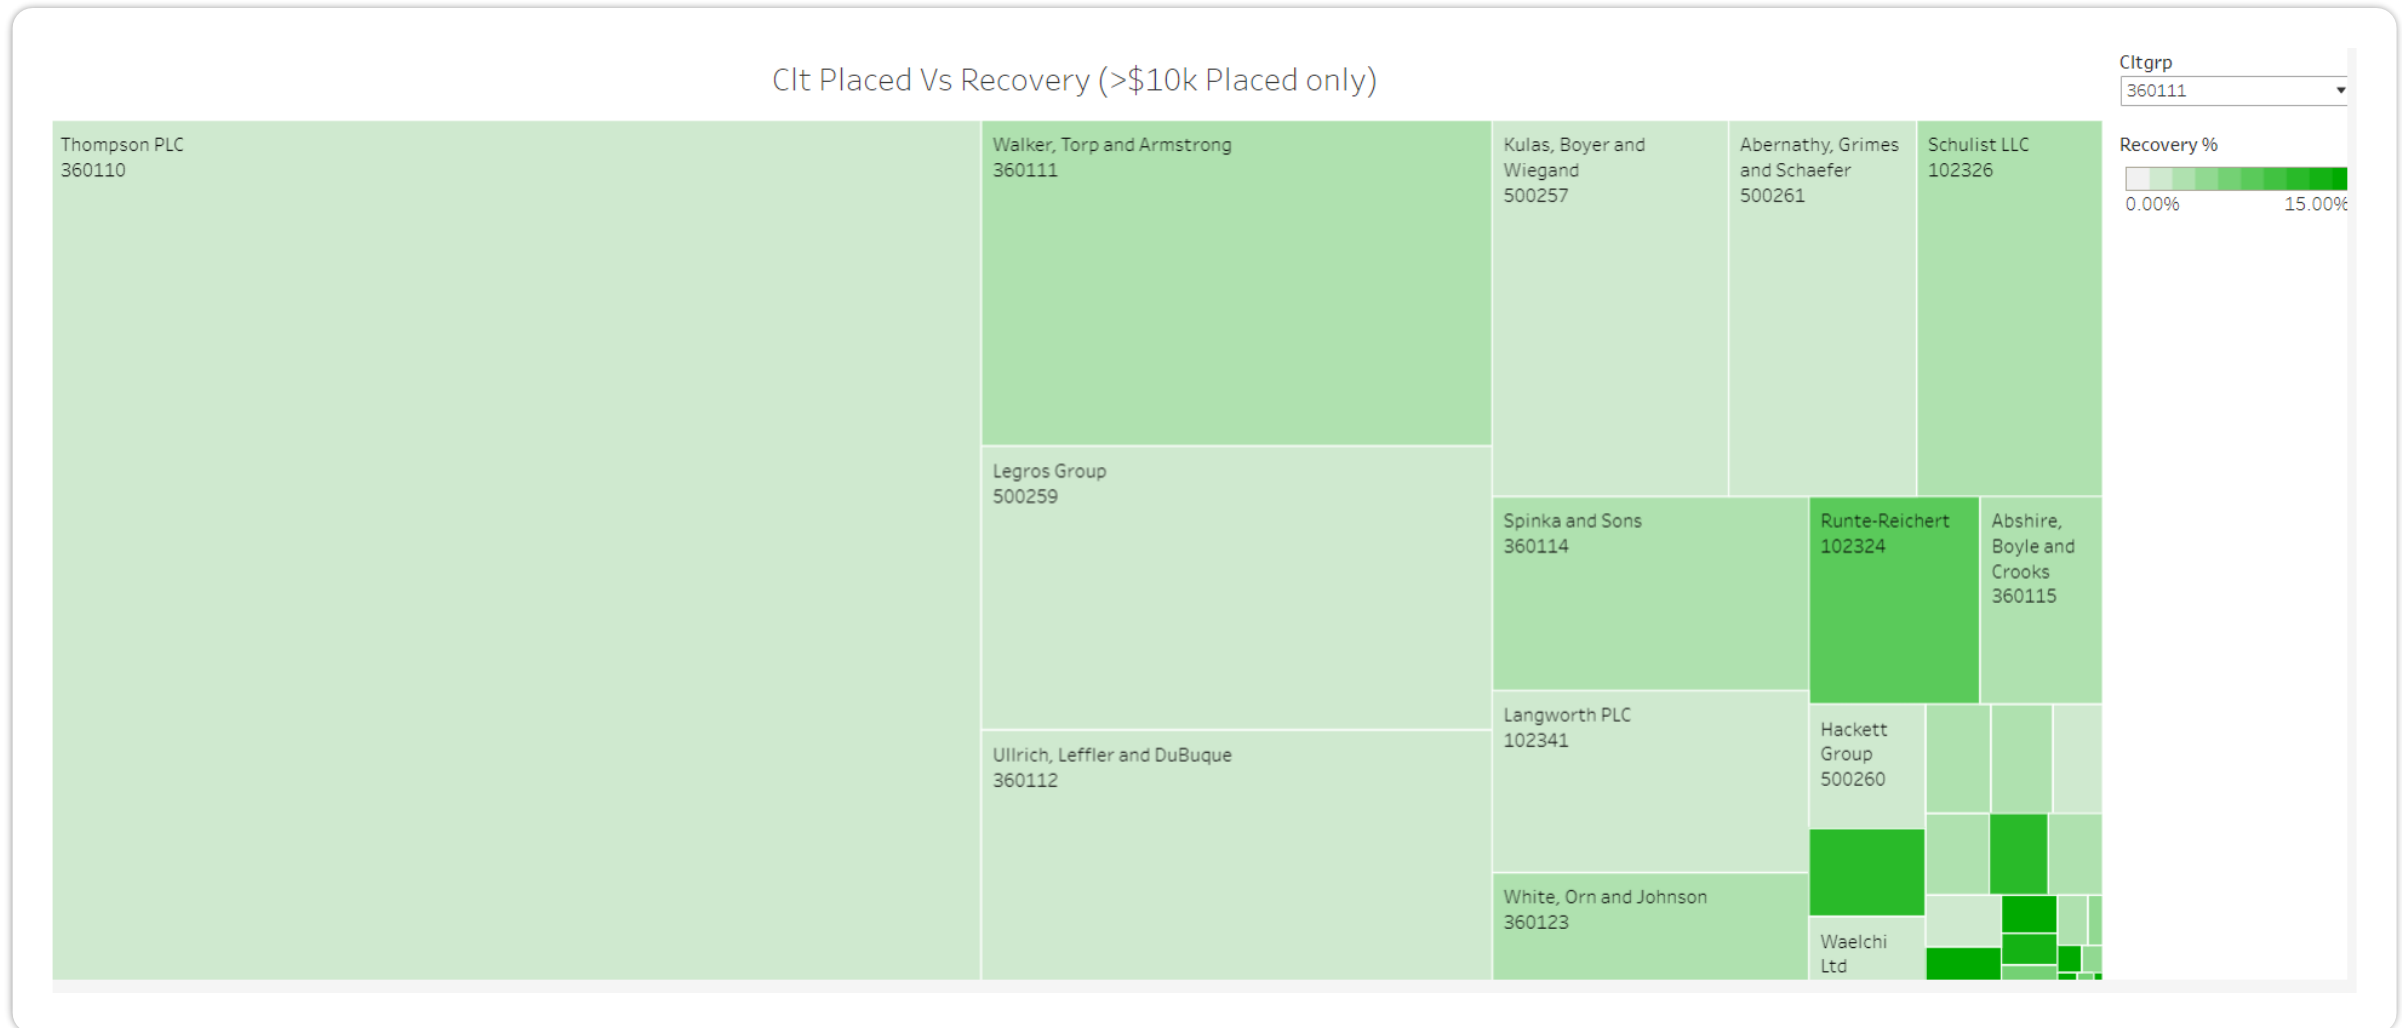 Clt Placed Vs Recovery (>$10k Placed only)
Cltgrp
360111
Recovery %
0.00%
15.00%
Thompson PLC
360110
Walker, Torp and Armstrong
360111
Legros Group
500259
Ullrich, Leffler and DuBuque
360112
Kulas, Boyer and
Wiegand
500257
Abernathy, Grimes
and Schaefer
500261
Schulist LLC
102326
Spinka and Sons
360114
Runte-Reichert
102324
Abshire,
Boyle and
Crooks
360115
Langworth PLC
102341
Hackett
Group
500260
White, Orn and Johnson
360123
Waelchi
Ltd